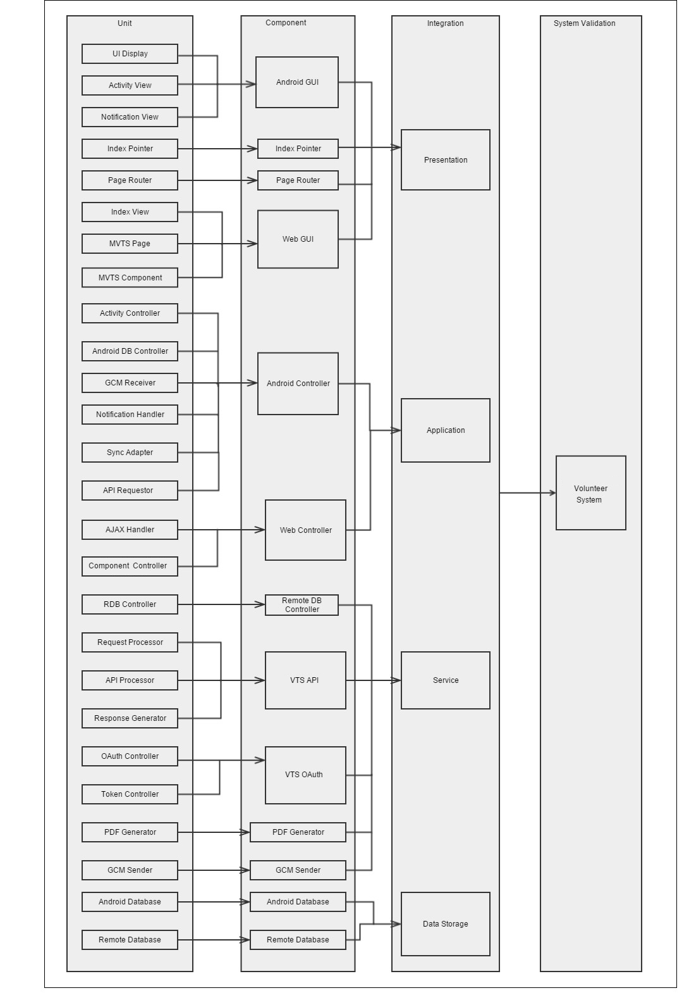 Unit
UI Display
Activity View
Notification View
Index Pointer
Page Router
Index View
MVTS Page
MVTS Component
Activity Controller
Android DB Controller
GCM Receiver
Notification Handler
Sync Adapter
API Requestor
AJAX Handler
Component Controller
RDB Controller
Request Processor
API Processor
Response Generator
OAuth Controller
Token Controller
PDF Generator
GCM Sender
Android Database
Remote Database
Component
Android GUI
Index Pointer
Page Router
Web GUI
Android Controller
Web Controller
Remote DB
Controller
VTS API
VTS OAuth
PDF Generator
GCM Sender
Android Database
Remote Database
Integration
Presentation
Application
Service
Data Storage
System Validation
Volunteer
System